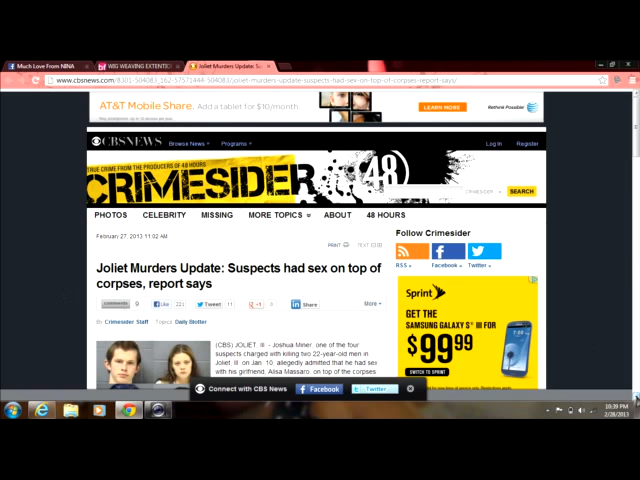 Much Love From NINA
WIG WEAVING EXTENTIO
Joliet Murders Update: S
www.cbsnews.com/8301-504083_162-57571444-504083/joliet-murders-update-suspects-had-sex-on-top-of-corpses-report-says/
AT&T Mobile Share. Add a tablet for $10/month
LEARN MORE
Rethink Possible
AT&T
CBSNEWS
Browse News
Programs
Log In
Register
TRUE CRIME FROM THE PRODUCERS OF 48 HOURS
CRIMESIDER
48
CRIMESIDER
SEARCH
PHOTOS CELEBRITY MISSING MORE TOPICS ABOUT 48 HOURS
February 27, 2013 11:02 AM
PRINT
TEXT
Joliet Murders Update: Suspects had sex on top of
corpses, report says
comments 0
Like
Tweet 11
+1
Share
More
By Crimesider Staff Topics Daily Blotter
(CBS) JOLIET, Ill. - Joshua Miner, one of the four
suspects charged with killing two 22-year-old men in
Joliet, Ill. on Jan. 10, allegedly admitted that he had sex
with his girlfriend, Alisa Massaro, on top of the corpses
Follow Crimesider
RSS
Facebook
Twitter
Sprint
GET THE
SAMSUNG GALAXY S III FOR
$99.99
SWITCH TO SPRINT
Connect with CBS News
Facebook
Twitter
10:39 PM
2/28/2013